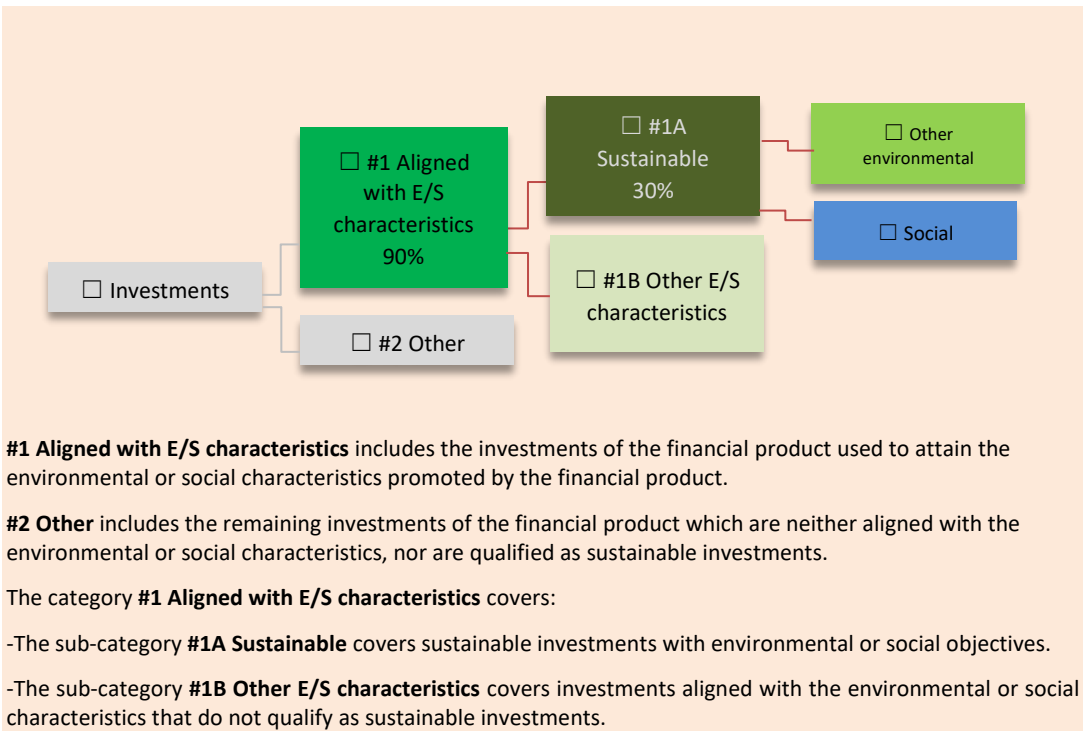 ☐ #1 Aligned
with E/S
characteristics
90%
☐ #1A
Sustainable
30%
☐ Other
environmental
☐ Social
☐ #1B Other E/S
characteristics
☐ Investments
☐ #2 Other
#1 Aligned with E/S characteristics includes the investments of the financial product used to attain the
environmental or social characteristics promoted by the financial product.
#2 Other includes the remaining investments of the financial product which are neither aligned with the
environmental or social characteristics, nor are qualified as sustainable investments.
The category #1 Aligned with E/S characteristics covers:
-The sub-category #1A Sustainable covers sustainable investments with environmental or social objectives.
-The sub-category #1B Other E/S characteristics covers investments aligned with the environmental or social
characteristics that do not qualify as sustainable investments.